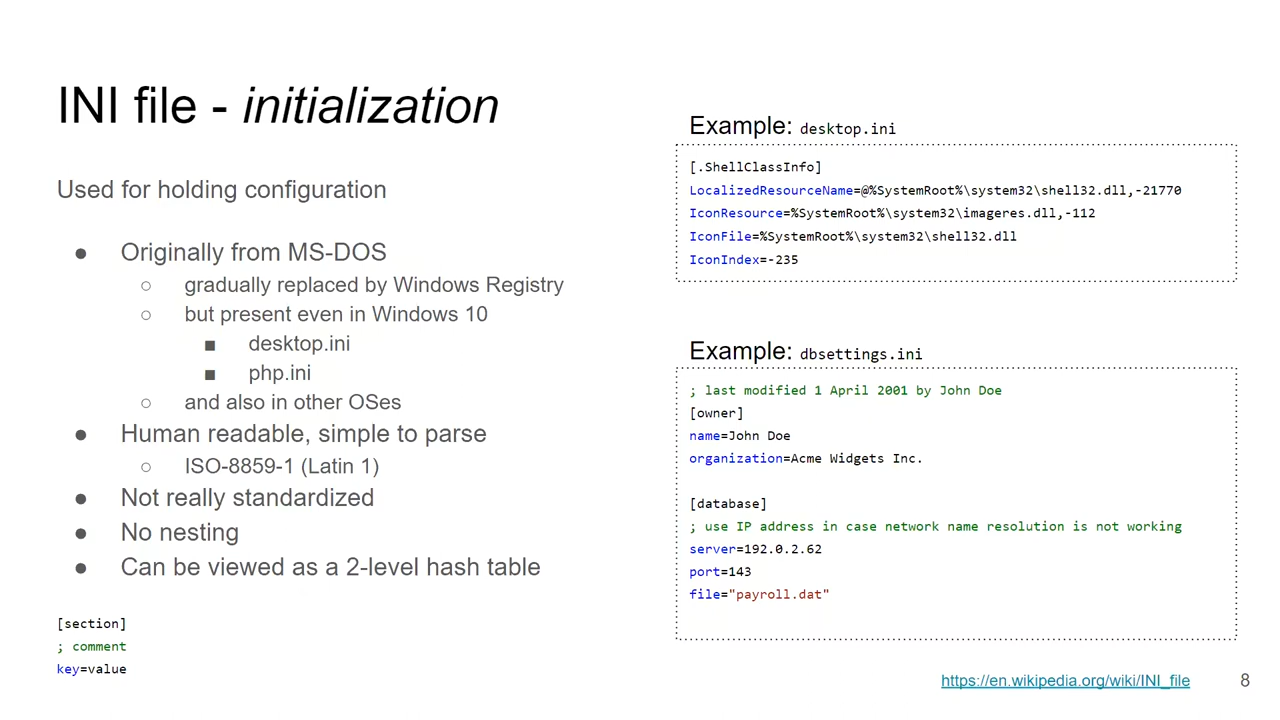 INI file - initialization
Used for holding configuration
● Originally from MS-DOS
○ gradually replaced by Windows Registry
○ but present even in Windows 10
■ desktop.ini
■ php.ini
○ and also in other OSes
● Human readable, simple to parse
○ ISO-8859-1 (Latin 1)
● Not really standardized
● No nesting
● Can be viewed as a 2-level hash table
[section]
; comment
key=value
Example: desktop.ini
[.ShellClassInfo]
LocalizedResourceName=@%SystemRoot%\system32\shell32.dll,-21770
IconResource=%SystemRoot%\system32\imageres.dll,-112
IconFile=%SystemRoot%\system32\shell32.dll
IconIndex=-235
Example: dbsettings.ini
; last modified 1 April 2001 by John Doe
[owner]
name=John Doe
organization=Acme Widgets Inc.
[database]
; use IP address in case network name resolution is not working
server=192.0.2.62
port=143
file="payroll.dat"
https://en.wikipedia.org/wiki/INI_file
8